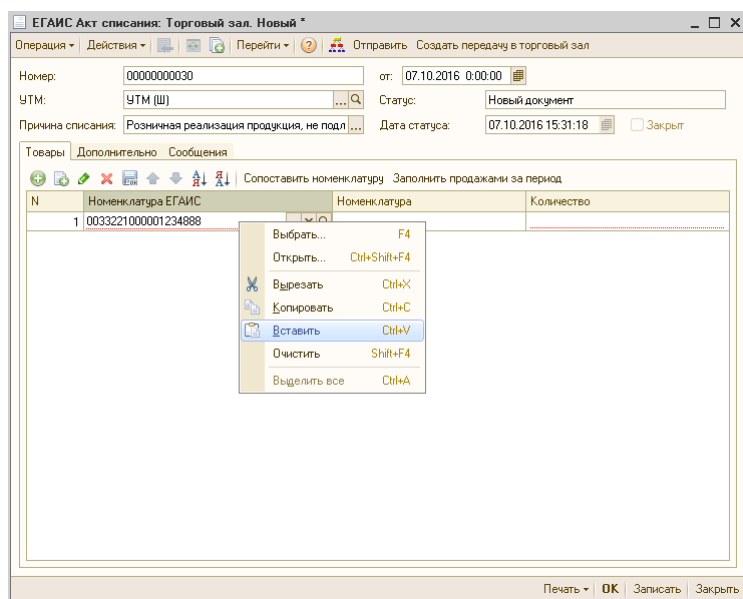 ЕГАИС Акт списания: Торговый зал. Новый *
Операция Действия Перейти Отправить Создать передачу в торговый зал
Номер: 00000000030 от: 07.10.2016 0:00:00
УТМ: УТМ (Ш) ... Статус: Новый документ
Причина списания: Розничная реализация продукции, не подл ... Дата статуса: 07.10.2016 15:31:18 Закрыт
Товары Дополнительно Сообщения
Сопоставить номенклатуру Заполнить продажами за период
N Номенклатура ЕГАИС Номенклатура Количество
1 0033221000001234888
Выбрать... F4
Открыть... Ctrl+Shift+F4
Вырезать Ctrl+X
Копировать Ctrl+C
Вставить Ctrl+V
Очистить Shift+F4
Выделить все Ctrl+A
Печать OK Записать Закрыть